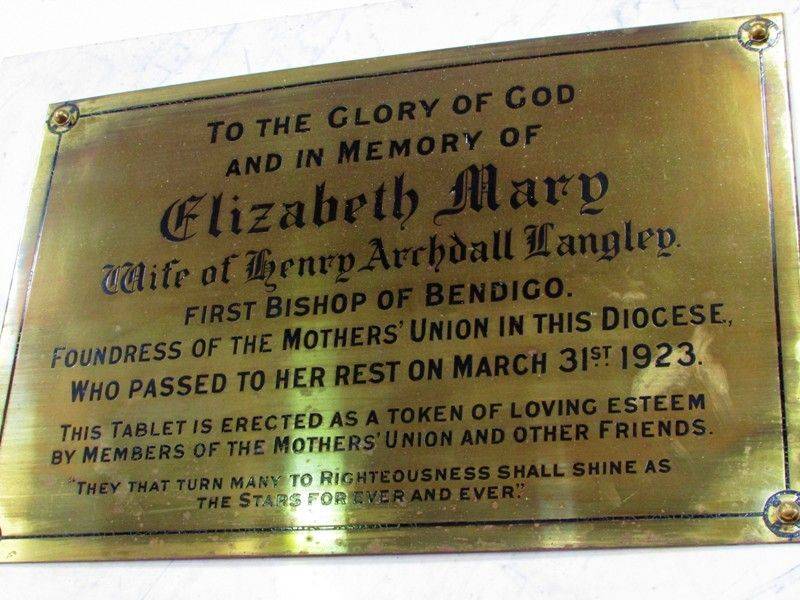 TO THE GLORY OF GOD
AND IN MEMORY OF
Elizabeth Mary
Wife of Henry Archdall Langley.
FIRST BISHOP OF BENDIGO.
FOUNDRESS OF THE MOTHERS' UNION IN THIS DIOCESE,
WHO PASSED TO HER REST ON MARCH 31ST 1923.
THIS TABLET IS ERECTED AS A TOKEN OF LOVING ESTEEM
BY MEMBERS OF THE MOTHERS' UNION AND OTHER FRIENDS.
"THEY THAT TURN MANY TO RIGHTEOUSNESS SHALL SHINE AS
THE STARS FOR EVER AND EVER".